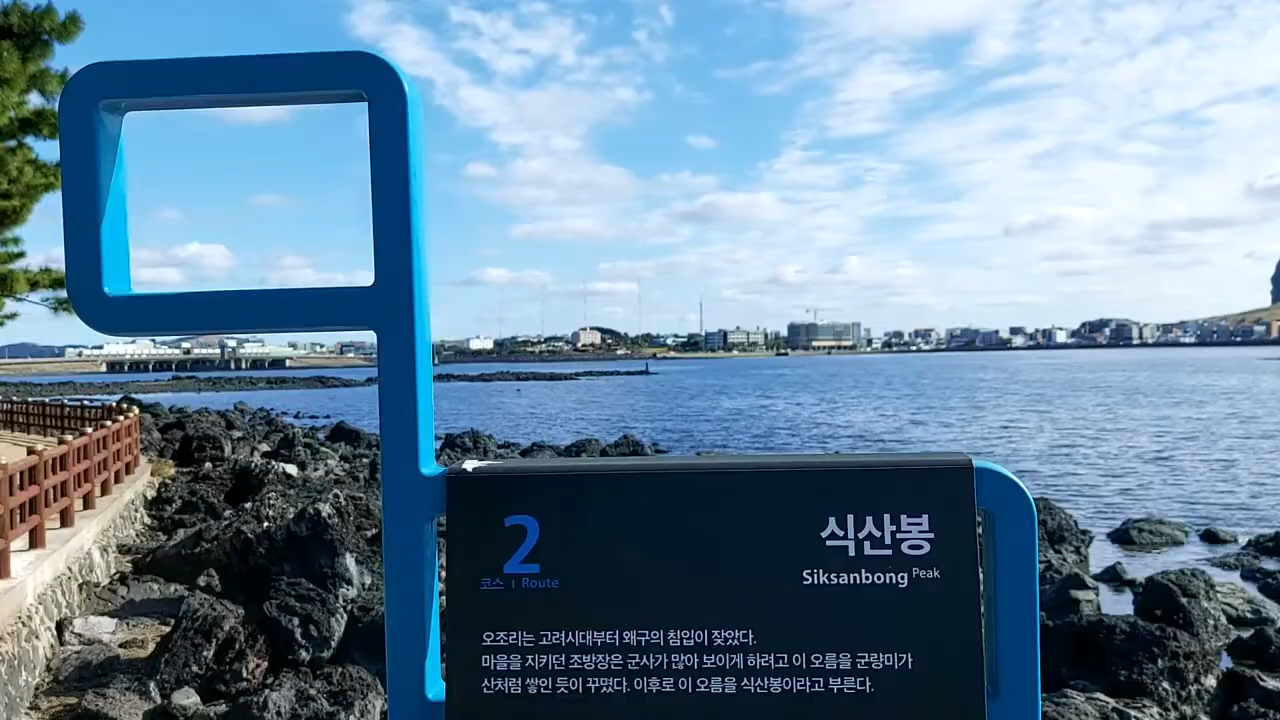 2
코스 | Route
식산봉
Siksanbong Peak
오조리는 고려시대부터 왜구의 침입이 잦았다.
마을을 지키던 조방장은 군사가 많아 보이게 하려고 이 오름을 군량미가
산처럼 쌓인 듯이 꾸몄다. 이후로 이 오름을 식산봉이라고 부른다.